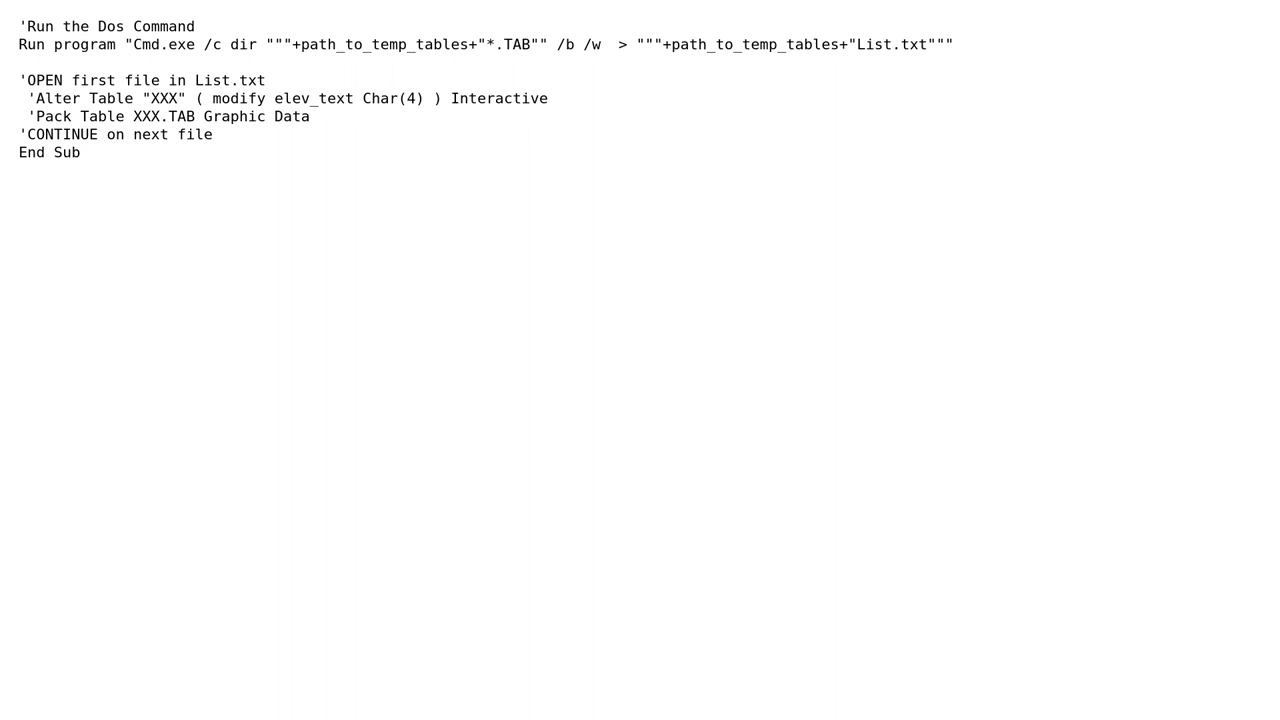 'Run the Dos Command
Run program "Cmd.exe /c dir """+path_to_temp_tables+"*.TAB"" /b /w  > """+path_to_temp_tables+"List.txt"""

'OPEN first file in List.txt
 'Alter Table "XXX" ( modify elev_text Char(4) ) Interactive
 'Pack Table XXX.TAB Graphic Data
'CONTINUE on next file
End Sub